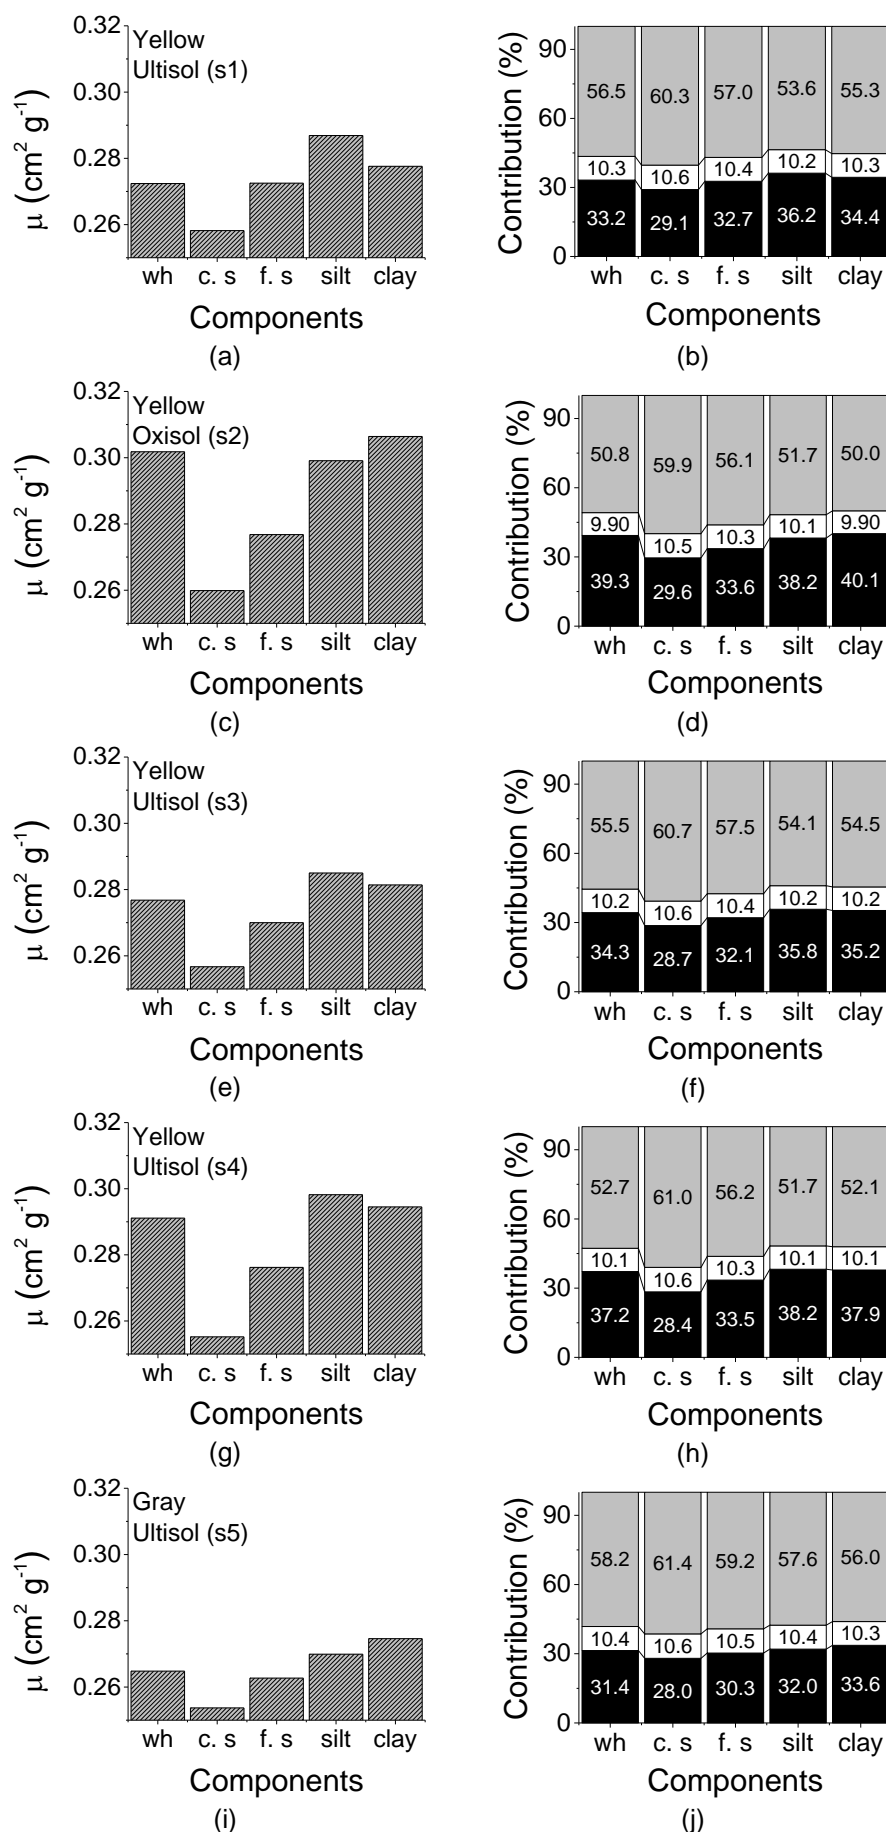 0.32
0.30
0.28
0.26
μ (cm² g⁻¹)
Yellow
Ultisol (s1)
wh c. s f. s silt clay
Components
(a)
90
60
30
0
Contribution (%)
56.5 60.3 57.0 53.6 55.3
10.3 10.6 10.4 10.2 10.3
33.2 29.1 32.7 36.2 34.4
wh c. s f. s silt clay
Components
(b)
0.32
0.30
0.28
0.26
μ (cm² g⁻¹)
Yellow
Oxisol (s2)
wh c. s f. s silt clay
Components
(c)
90
60
30
0
Contribution (%)
50.8 59.9 56.1 51.7 50.0
9.90 10.5 10.3 10.1 9.90
39.3 29.6 33.6 38.2 40.1
wh c. s f. s silt clay
Components
(d)
0.32
0.30
0.28
0.26
μ (cm² g⁻¹)
Yellow
Ultisol (s3)
wh c. s f. s silt clay
Components
(e)
90
60
30
0
Contribution (%)
55.5 60.7 57.5 54.1 54.5
10.2 10.6 10.4 10.2 10.2
34.3 28.7 32.1 35.8 35.2
wh c. s f. s silt clay
Components
(f)
0.32
0.30
0.28
0.26
μ (cm² g⁻¹)
Yellow
Ultisol (s4)
wh c. s f. s silt clay
Components
(g)
90
60
30
0
Contribution (%)
52.7 61.0 56.2 51.7 52.1
10.1 10.6 10.3 10.1 10.1
37.2 28.4 33.5 38.2 37.9
wh c. s f. s silt clay
Components
(h)
0.32
0.30
0.28
0.26
μ (cm² g⁻¹)
Gray
Ultisol (s5)
wh c. s f. s silt clay
Components
(i)
90
60
30
0
Contribution (%)
58.2 61.4 59.2 57.6 56.0
10.4 10.6 10.5 10.4 10.3
31.4 28.0 30.3 32.0 33.6
wh c. s f. s silt clay
Components
(j)